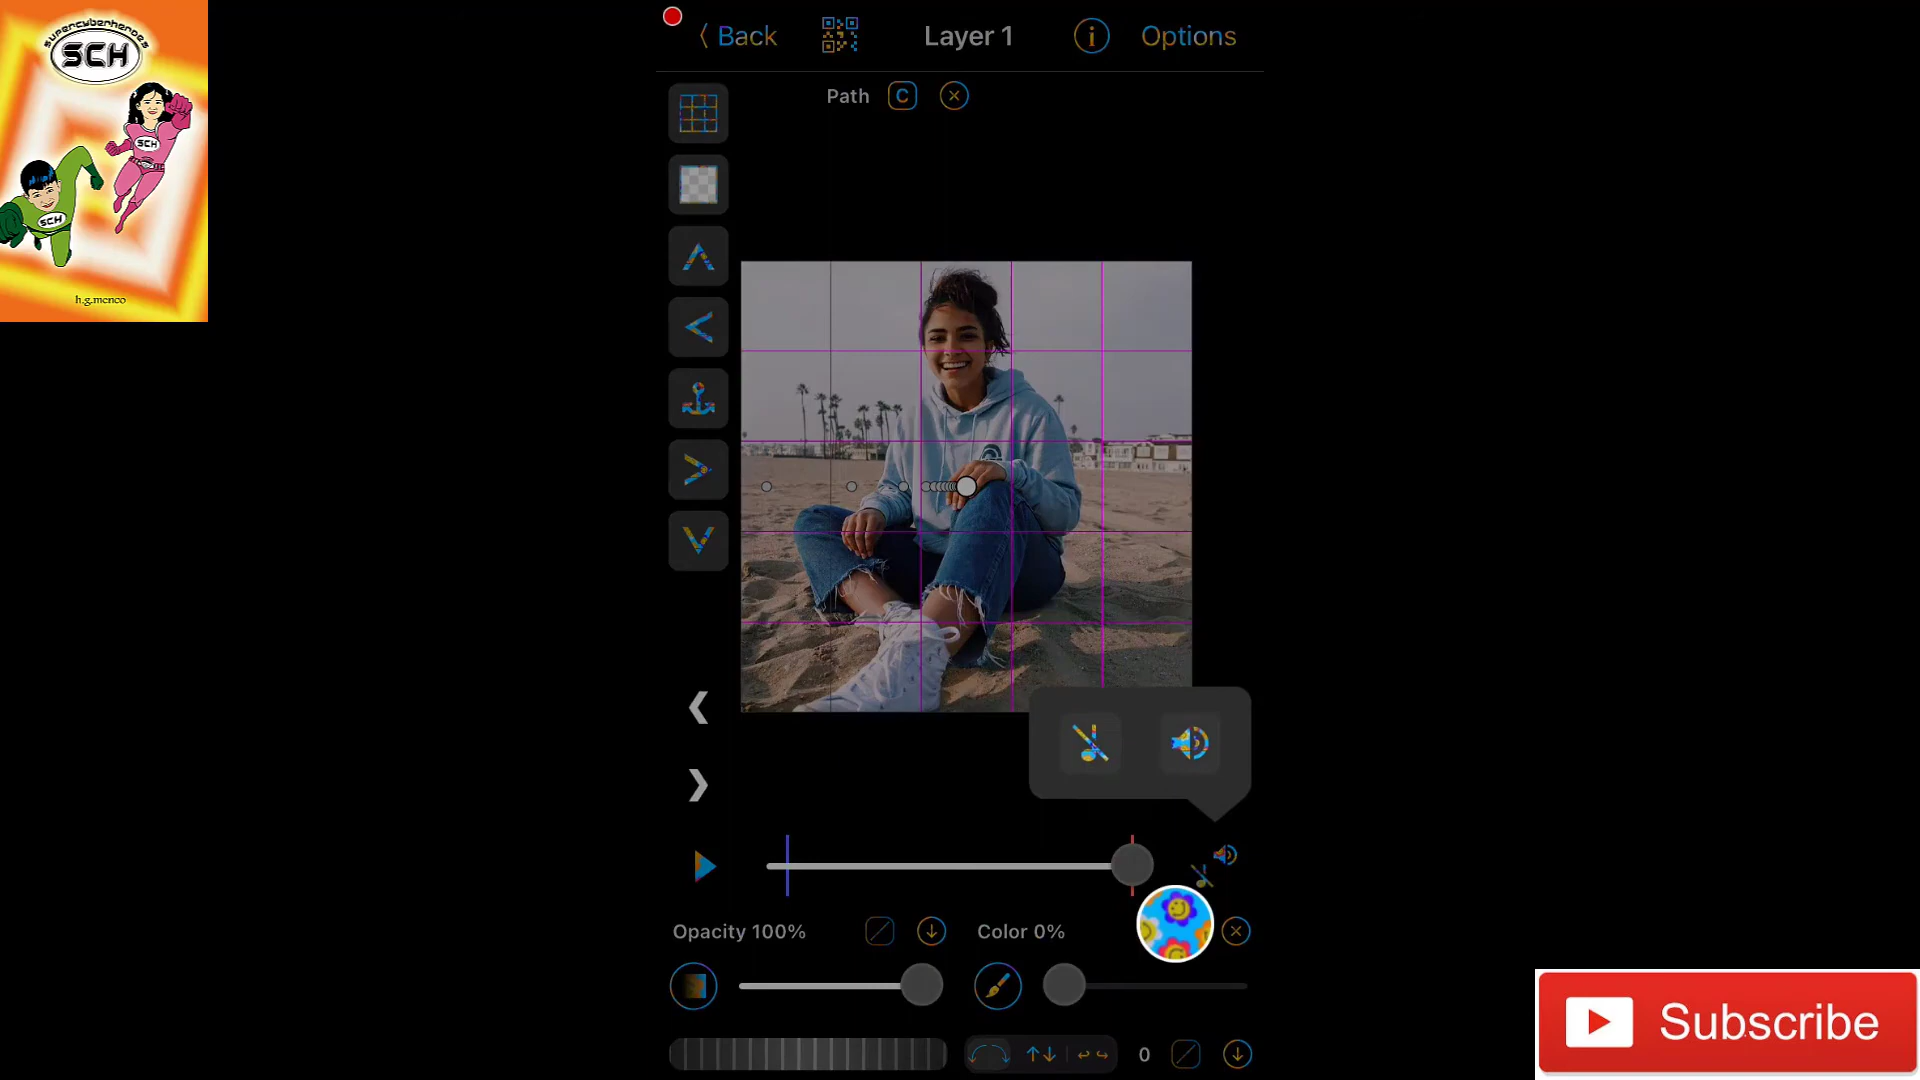 SUPERCYBERHEROES
SCH
SCH
SCH
h.g.menco
Back
Layer 1
i
Options
Path
C
Opacity 100%
Color 0%
0
Subscribe